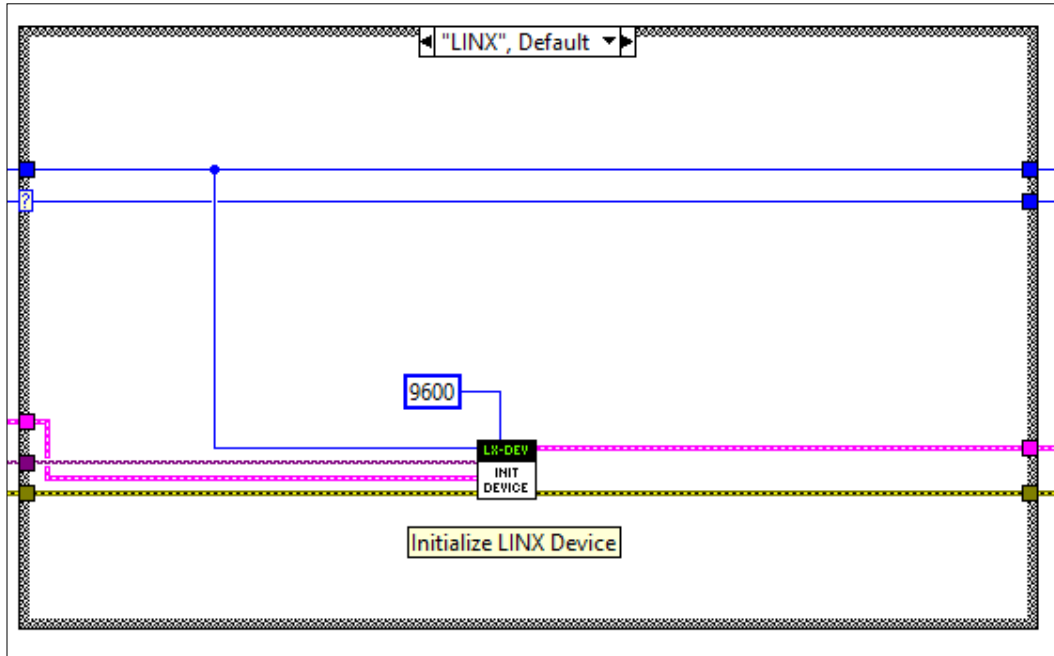 "LINX", Default
?
9600
LX-DEV
INIT
DEVICE
Initialize LINX Device